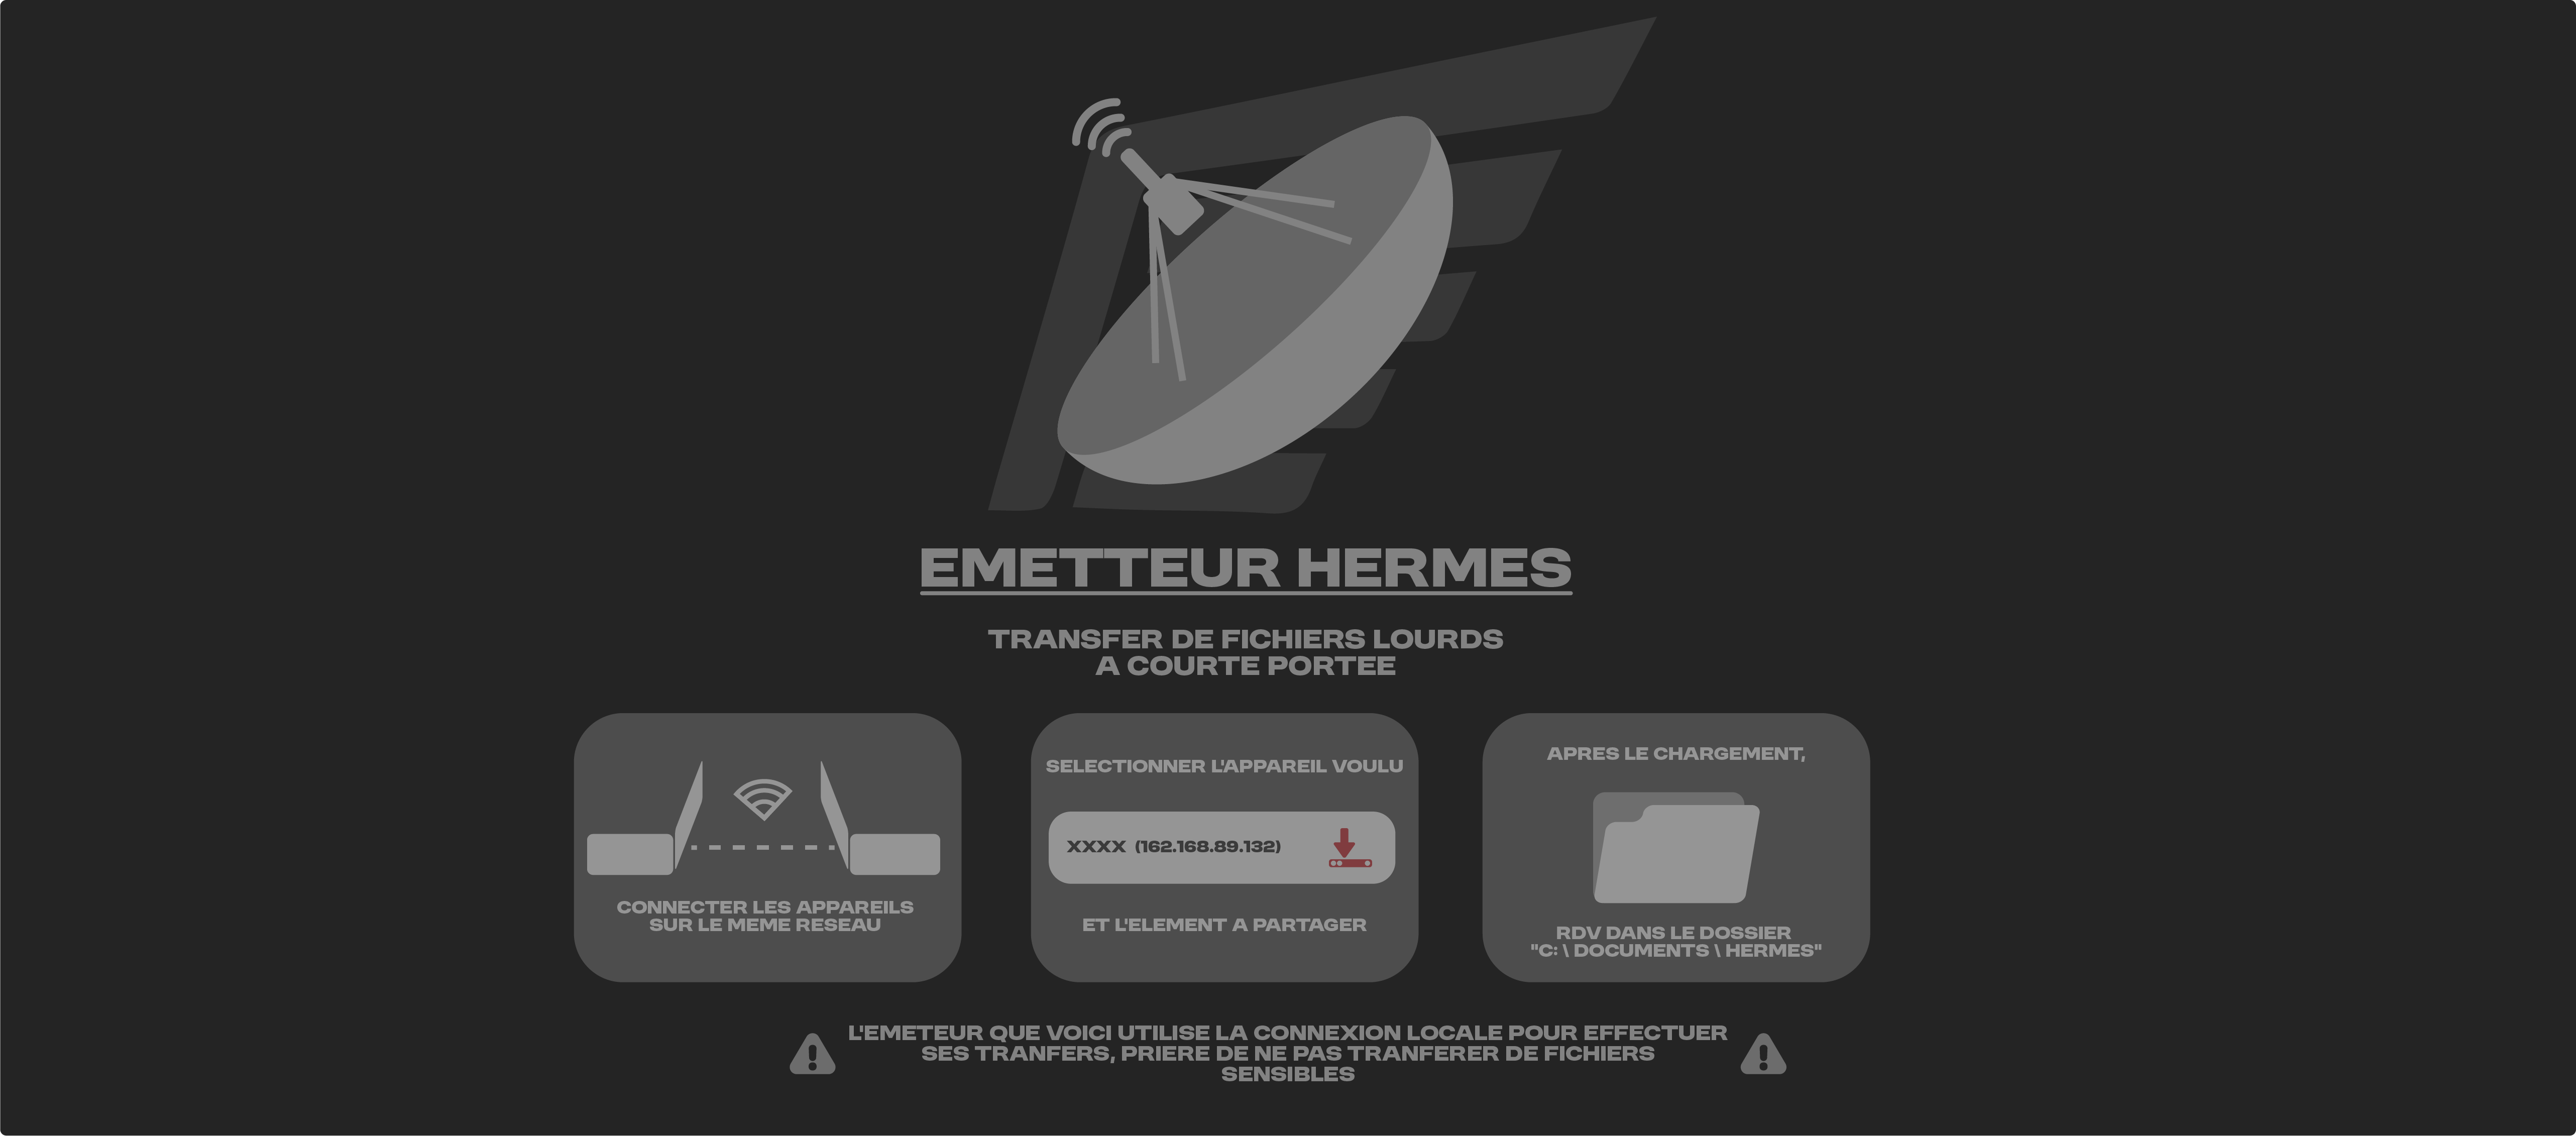 EMETTEUR HERMES
TRANSFER DE FICHIERS LOURDS
A COURTE PORTEE
CONNECTER LES APPAREILS
SUR LE MEME RESEAU
SELECTIONNER L'APPAREIL VOULU
XXXX (162.168.89.132)
ET L'ELEMENT A PARTAGER
APRES LE CHARGEMENT,
RDV DANS LE DOSSIER
"C: \ DOCUMENTS \ HERMES"
L'EMETEUR QUE VOICI UTILISE LA CONNEXION LOCALE POUR EFFECTUER
SES TRANFERS, PRIERE DE NE PAS TRANFERER DE FICHIERS
SENSIBLES